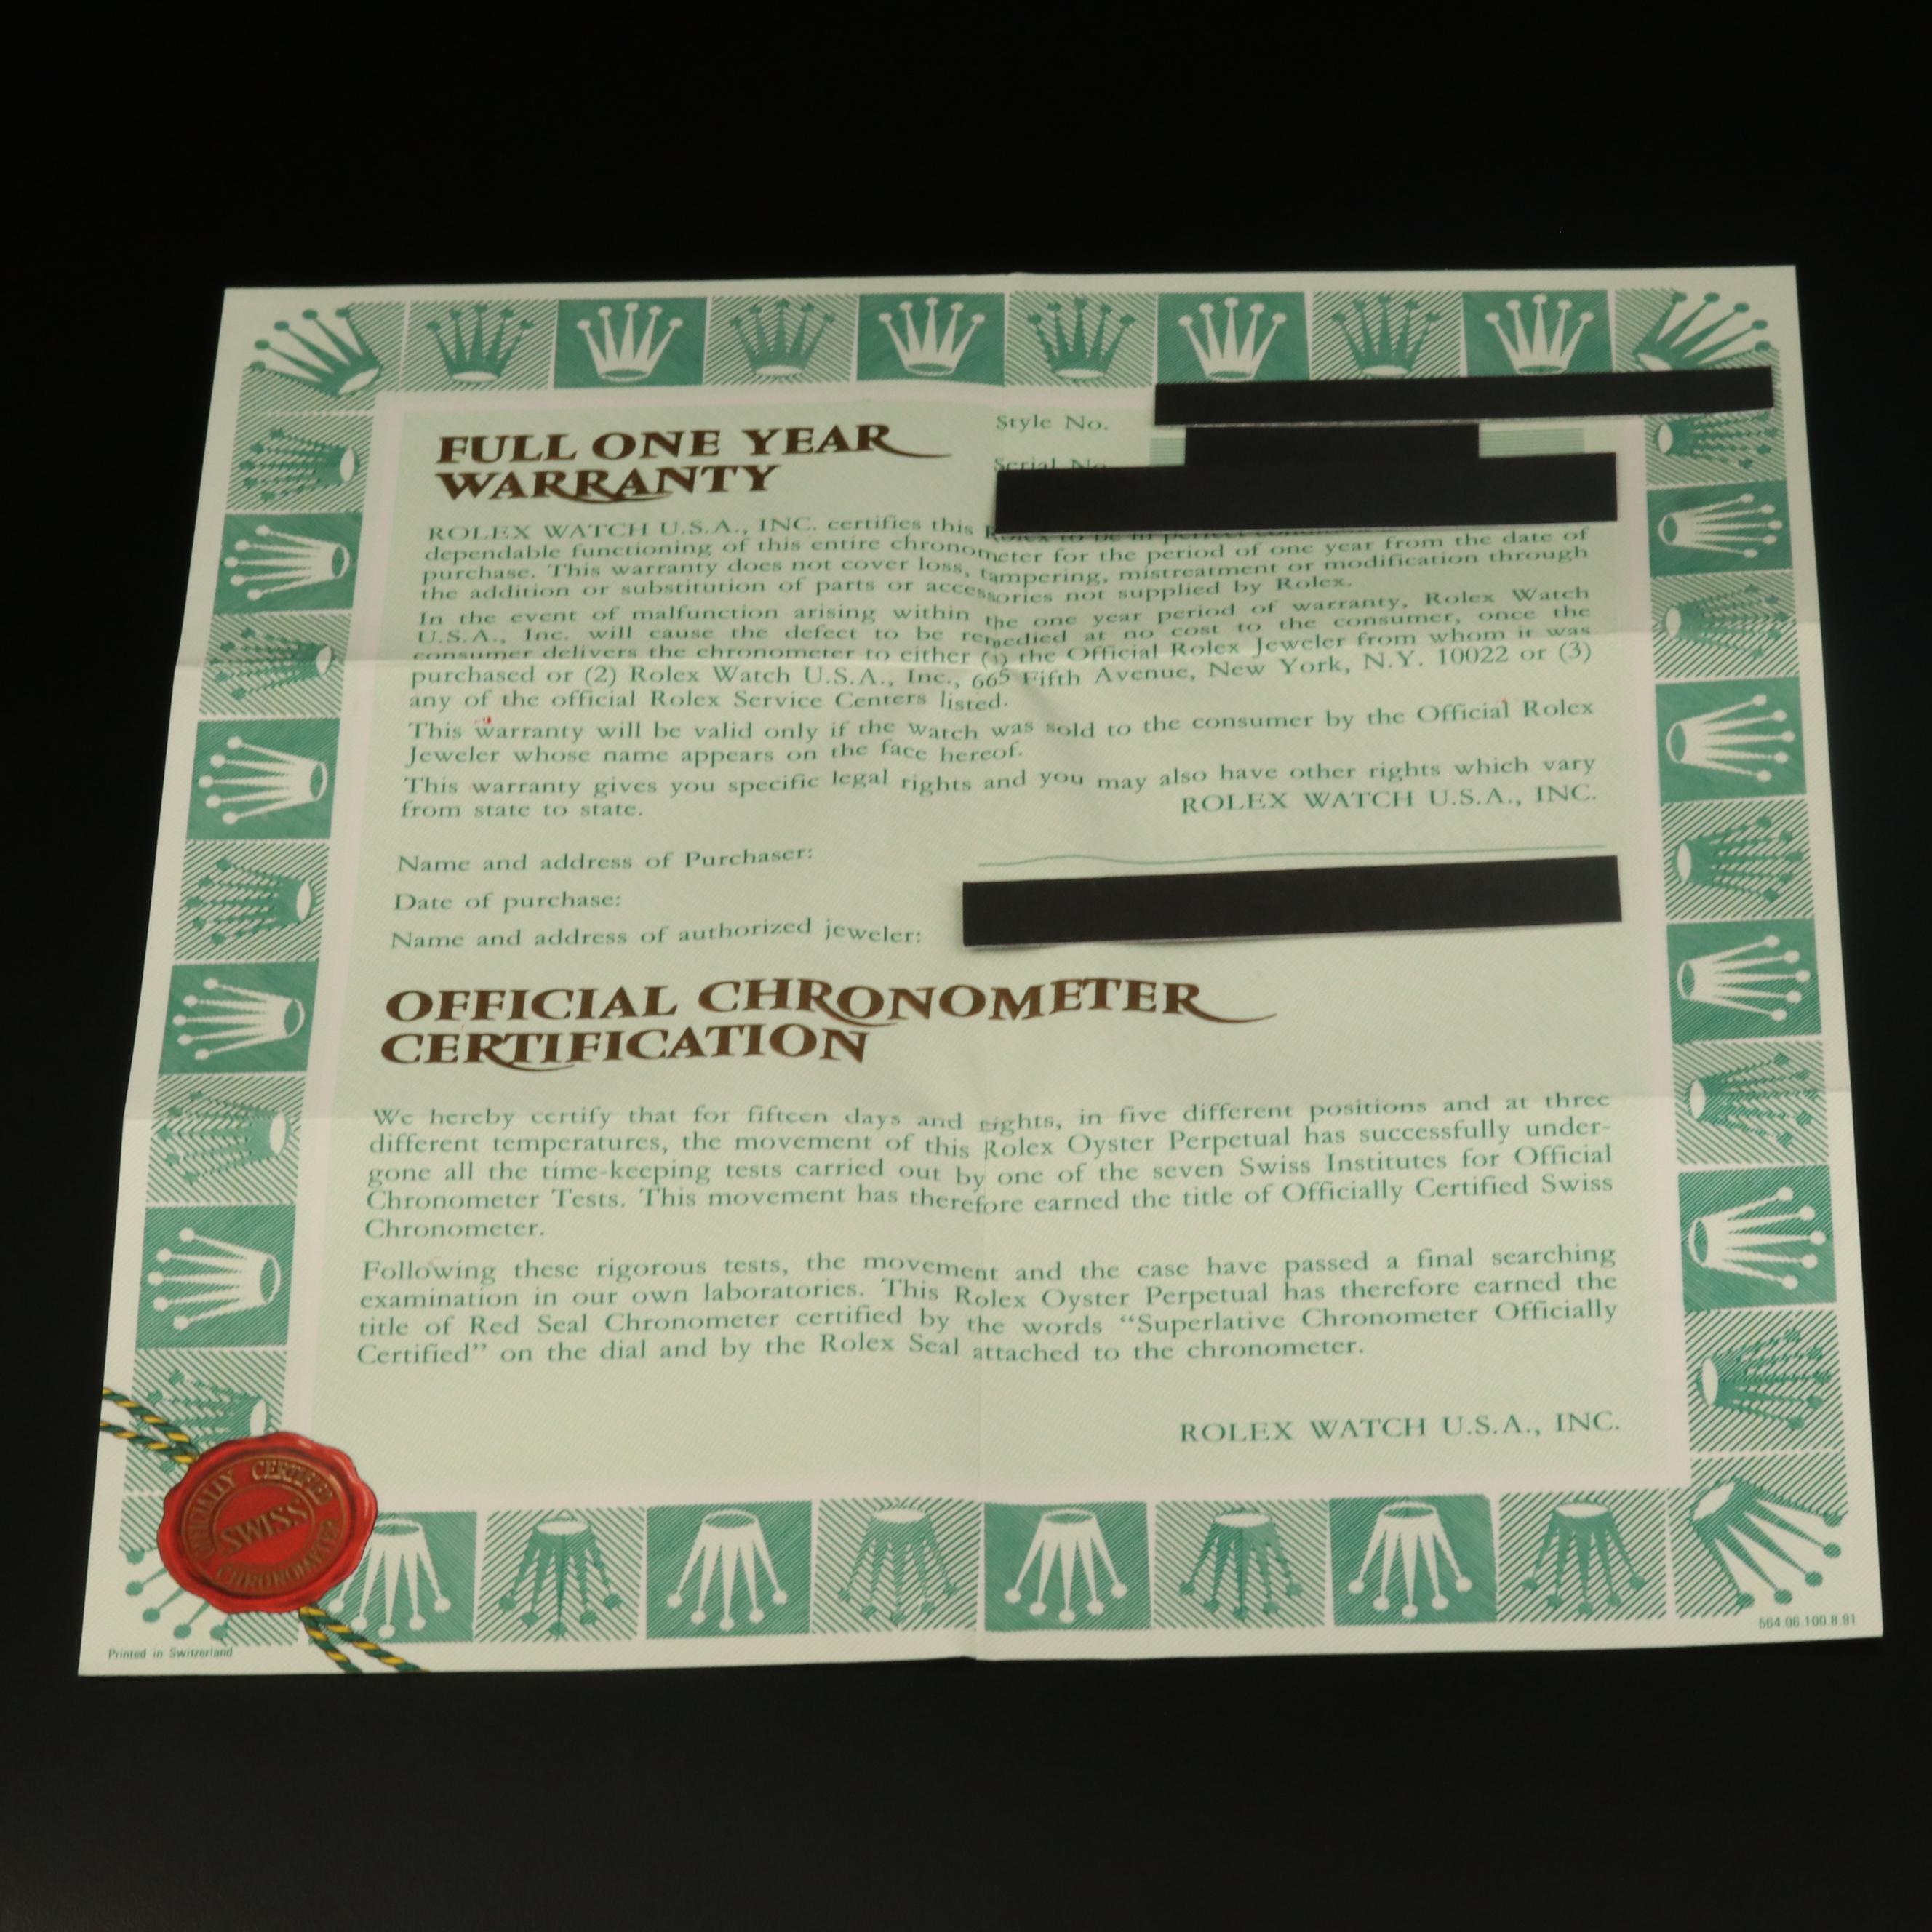 FULL ONE YEAR
WARRANTY
Style No.
Serial No.
ROLEX WATCH U.S.A., INC. certifies this Rolex to be in perfect
dependable functioning of this entire chronometer for the period of one year from the date of
purchase. This warranty does not cover loss, tampering, mistreatment or modification through
the addition or substitution of parts or accessories not supplied by Rolex.
In the event of malfunction arising within the one year period of warranty, Rolex Watch
U.S.A., Inc. will cause the defect to be remedied at no cost to the consumer, once the
consumer delivers the chronometer to either (1) the Official Rolex Jeweler from whom it was
purchased or (2) Rolex Watch U.S.A., Inc., 665 Fifth Avenue, New York, N.Y. 10022 or (3)
any of the official Rolex Service Centers listed.
This warranty will be valid only if the watch was sold to the consumer by the Official Rolex
Jeweler whose name appears on the face hereof.
This warranty gives you specific legal rights and you may also have other rights which vary
from state to state.
ROLEX WATCH U.S.A., INC.
Name and address of Purchaser:
Date of purchase:
Name and address of authorized jeweler:
OFFICIAL CHRONOMETER
CERTIFICATION
We hereby certify that for fifteen days and nights, in five different positions and at three
different temperatures, the movement of this Rolex Oyster Perpetual has successfully under-
gone all the time-keeping tests carried out by one of the seven Swiss Institutes for Official
Chronometer Tests. This movement has therefore earned the title of Officially Certified Swiss
Chronometer.
Following these rigorous tests, the movement and the case have passed a final searching
examination in our own laboratories. This Rolex Oyster Perpetual has therefore earned the
title of Red Seal Chronometer certified by the words “Superlative Chronometer Officially
Certified” on the dial and by the Rolex Seal attached to the chronometer.
ROLEX WATCH U.S.A., INC.
OFFICIALLY CERTIFIED
SWISS
CHRONOMETER
Printed in Switzerland
564.06.100.8.91